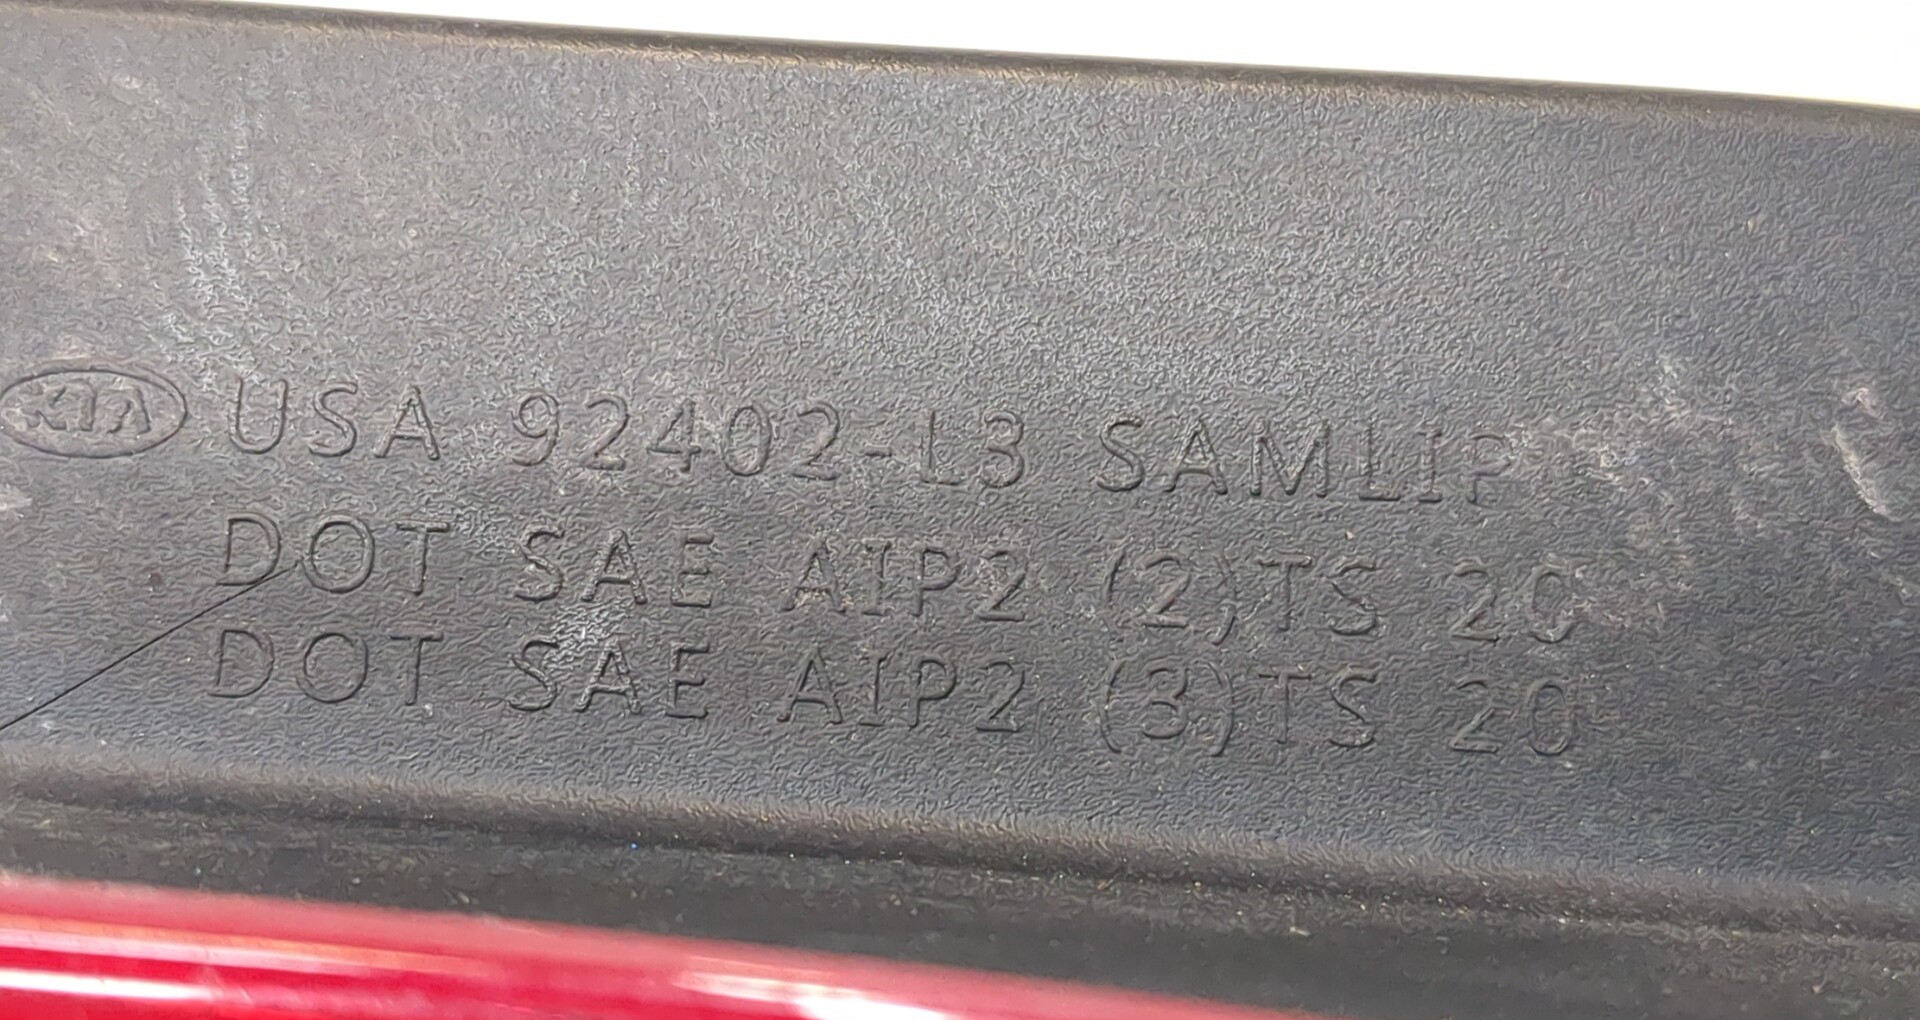 KIA USA 92402-L3 SAMLIP
DOT SAE AIP2 (2)TS 20
DOT SAE AIP2 (3)TS 20